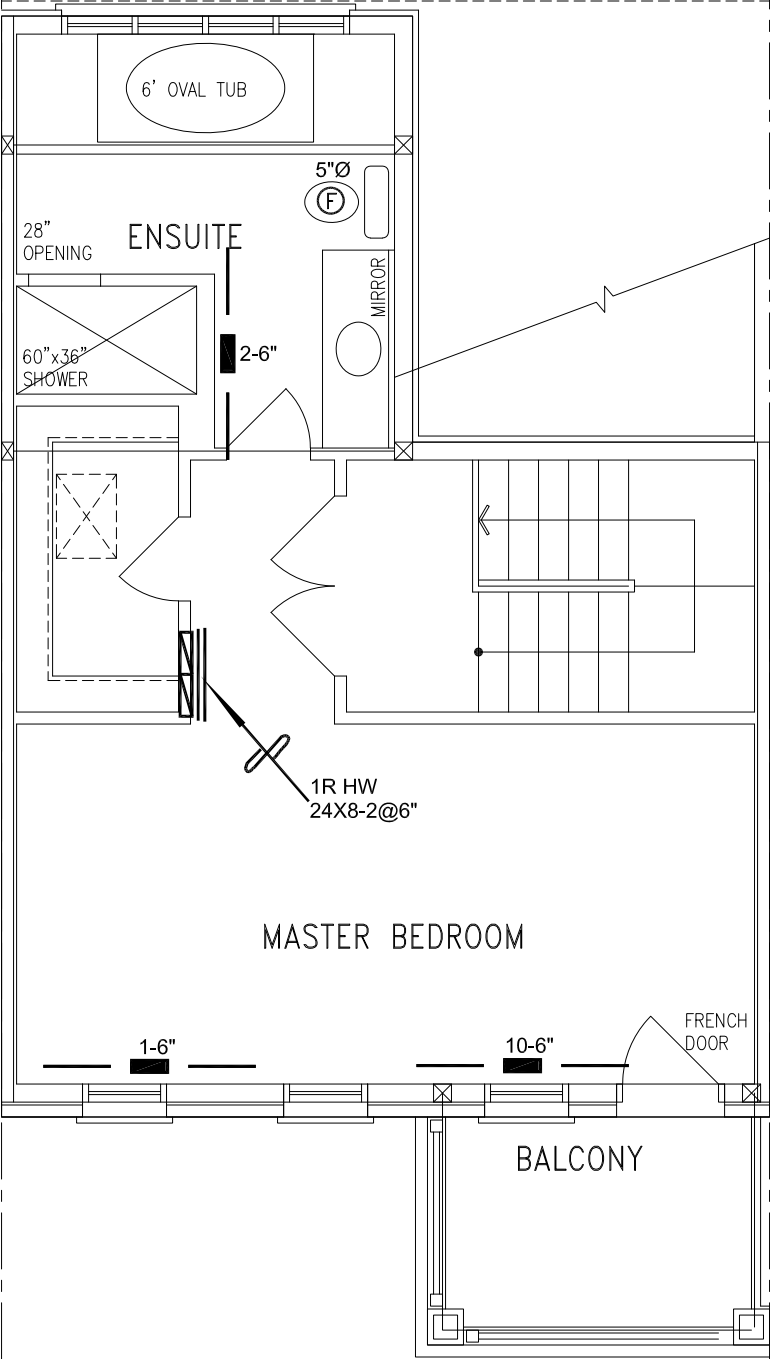 6' OVAL TUB
5"Ø
F
28"
OPENING
ENSUITE
MIRROR
2-6"
60"x36"
SHOWER
1R HW
24X8-2@6"
MASTER BEDROOM
1-6"
10-6"
FRENCH
DOOR
BALCONY